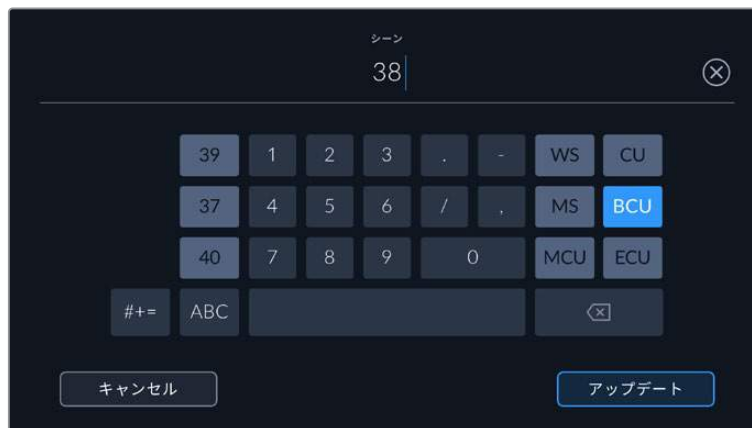 シーン
38
39 1 2 3 . - WS CU
37 4 5 6 / , MS BCU
40 7 8 9 0 MCU ECU
#+= ABC
キャンセル アップデート